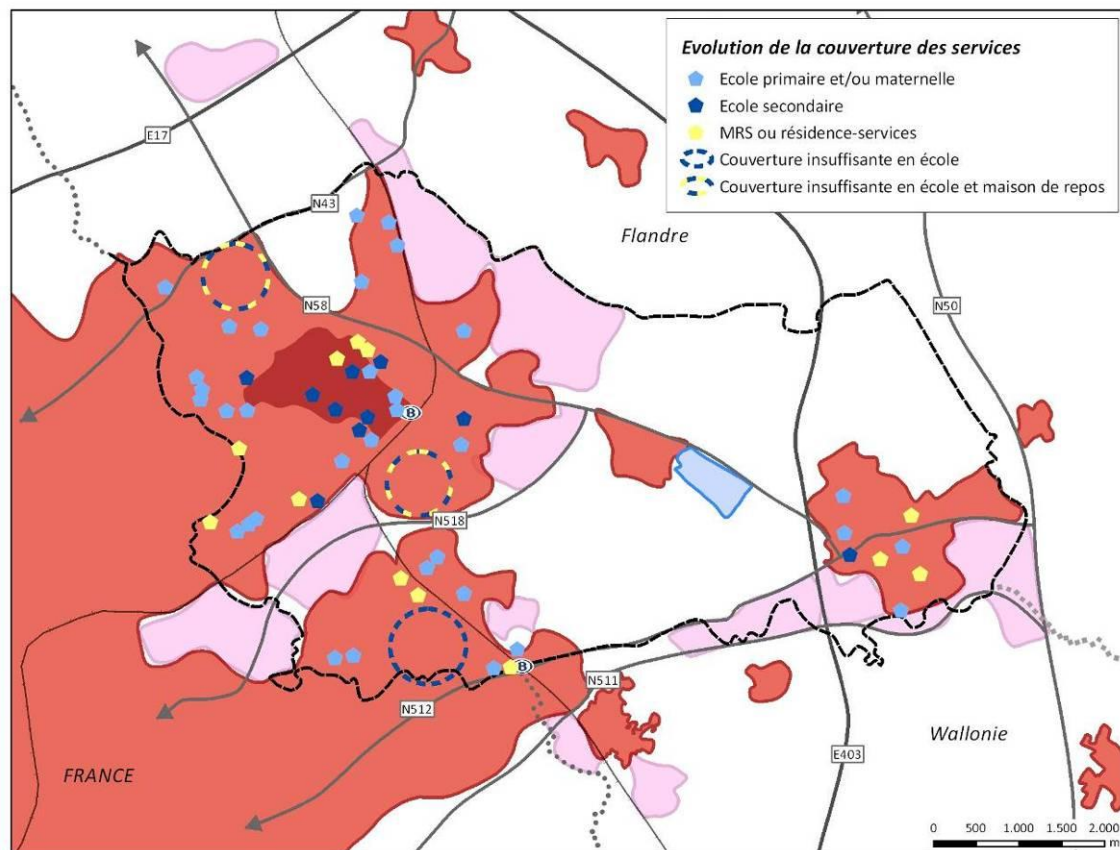 Evolution de la couverture des services
Ecole primaire et/ou maternelle
Ecole secondaire
MRS ou résidence-services
Couverture insuffisante en école
Couverture insuffisante en école et maison de repos
E17
N43
Flandre
N58
N50
B
N518
B
N511
N512
Wallonie
E403
FRANCE
0 500 1.000 1.500 2.000
m